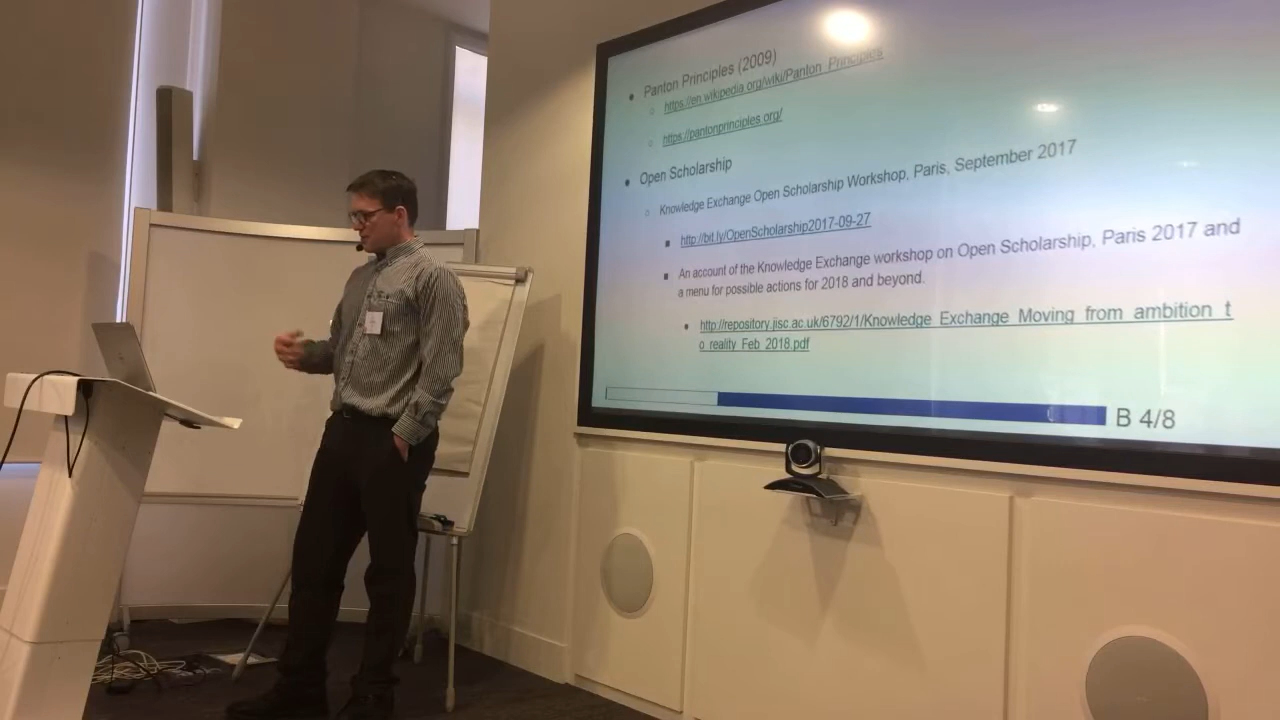 Panton Principles (2009)
https://en.wikipedia.org/wiki/Panton_Principles
https://pantonprinciples.org/
Open Scholarship
Knowledge Exchange Open Scholarship Workshop, Paris, September 2017
http://bit.ly/OpenScholarship2017-09-27
An account of the Knowledge Exchange workshop on Open Scholarship, Paris 2017 and
a menu for possible actions for 2018 and beyond.
http://repository.jisc.ac.uk/6792/1/Knowledge_Exchange_Moving_from_ambition_t
o_reality_Feb_2018.pdf
B 4/8